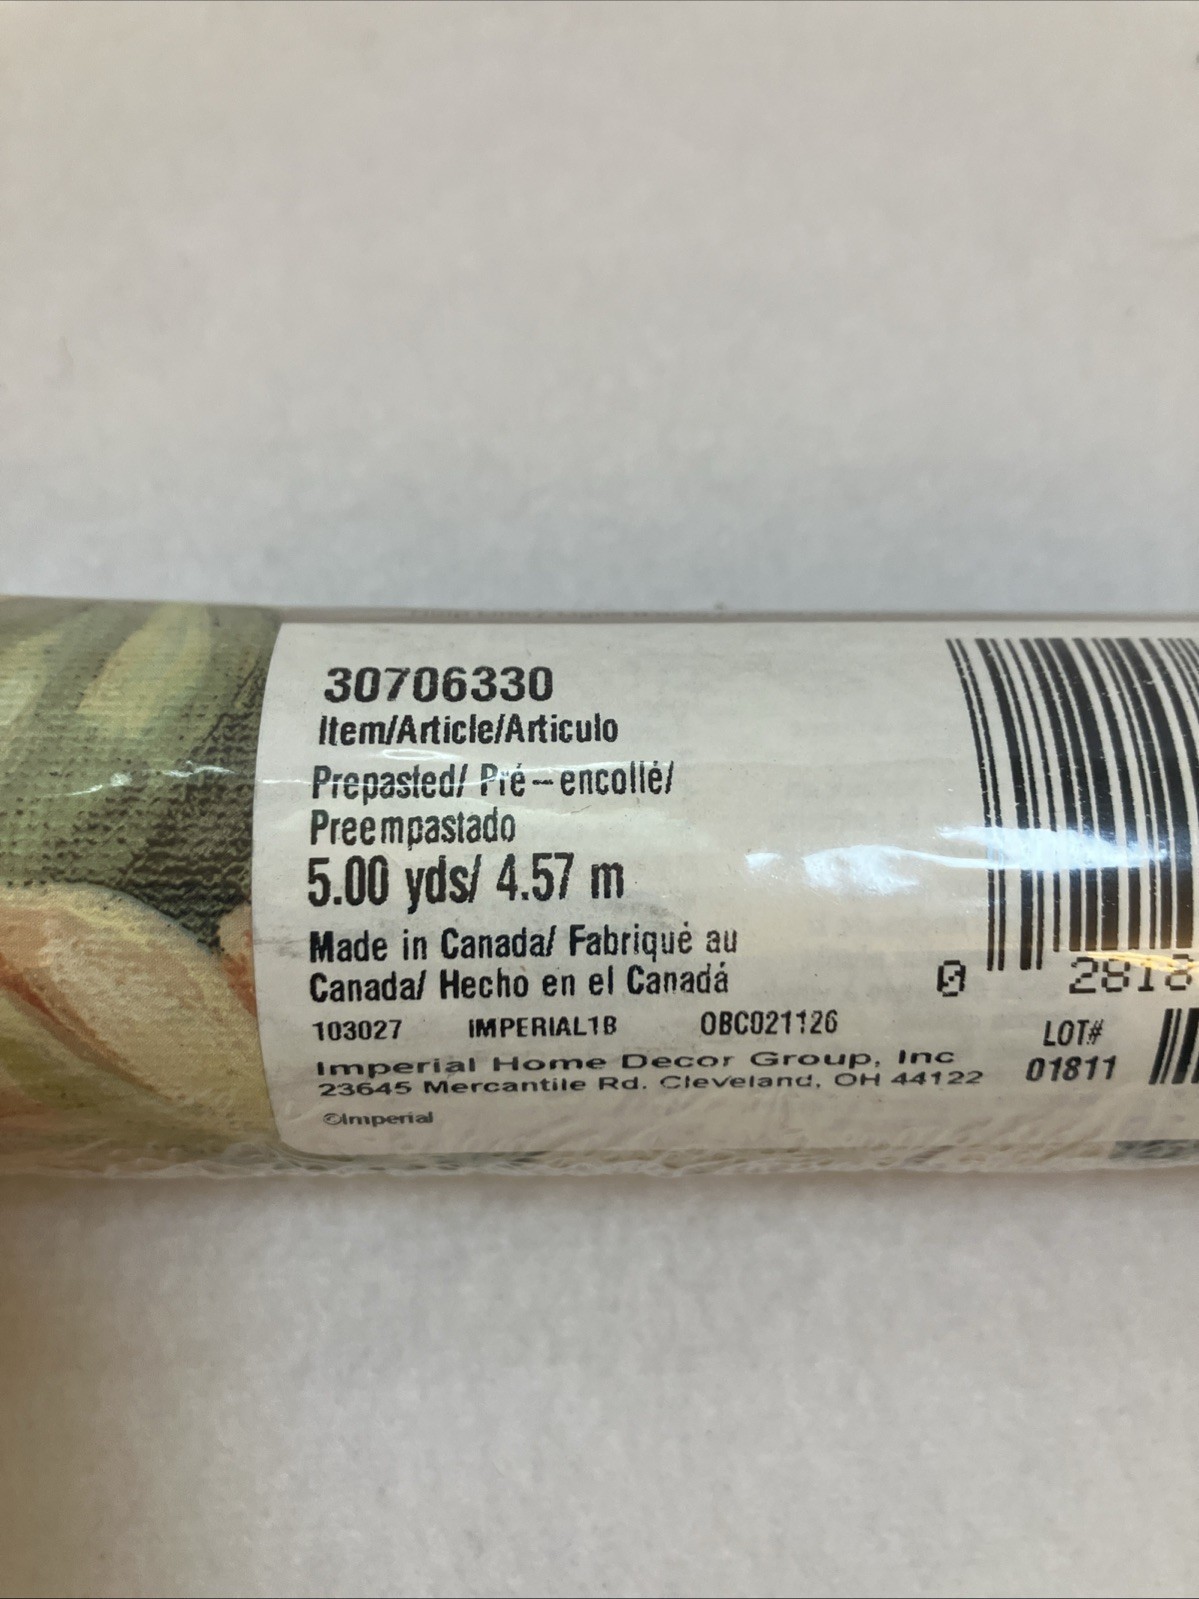 30706330
Item/Article/Articulo
Prepasted/ Pré-encollé/
Preempastado
5.00 yds/ 4.57 m
Made in Canada/ Fabriqué au
Canada/ Hecho en el Canadá
0 2818
103027 IMPERIAL1B OBC021126
LOT#
01811
Imperial Home Decor Group, Inc
23645 Mercantile Rd. Cleveland, OH 44122
©Imperial